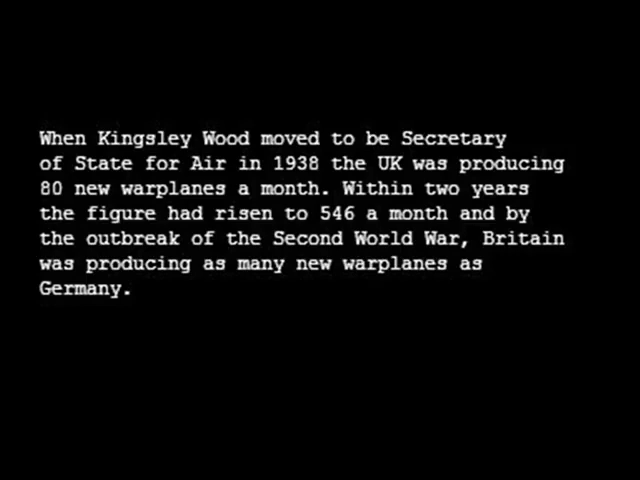 When Kingsley Wood moved to be Secretary
of State for Air in 1938 the UK was producing
80 new warplanes a month. Within two years
the figure had risen to 546 a month and by
the outbreak of the Second World War, Britain
was producing as many new warplanes as
Germany.